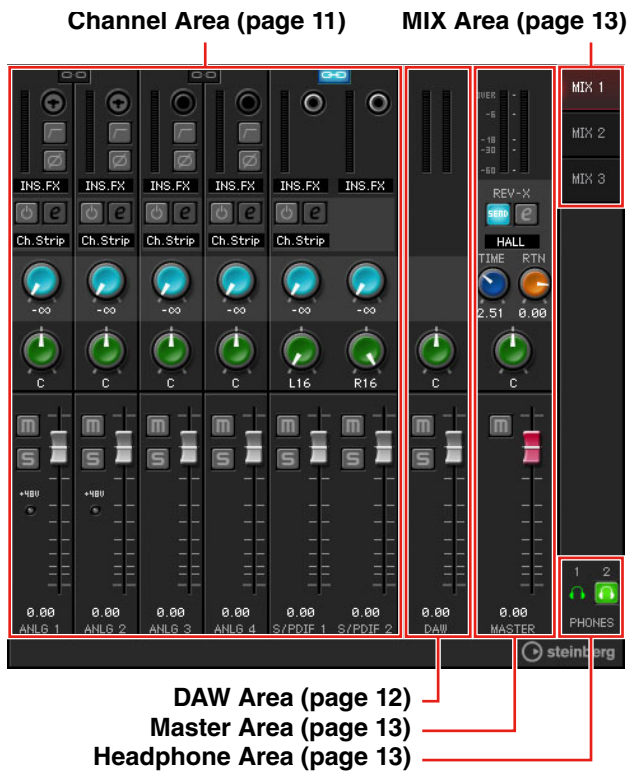 Channel Area (page 11) MIX Area (page 13)
MIX 1
MIX 2
MIX 3
OVER
-6
-18
-30
-60
INS.FX INS.FX INS.FX INS.FX INS.FX INS.FX
REV-X
SEND e
e e e e e
Ch.Strip Ch.Strip Ch.Strip Ch.Strip Ch.Strip
HALL
TIME RTN
-∞ -∞ -∞ -∞ -∞ -∞ 2.51 0.00
C C C C L16 R16 C C
m m m m m m m m
S S S S S S S
+48V +48V
1 2
0.00 0.00 0.00 0.00 0.00 0.00 0.00 0.00
ANLG 1 ANLG 2 ANLG 3 ANLG 4 S/PDIF 1 S/PDIF 2 DAW MASTER PHONES
steinberg
DAW Area (page 12)
Master Area (page 13)
Headphone Area (page 13)